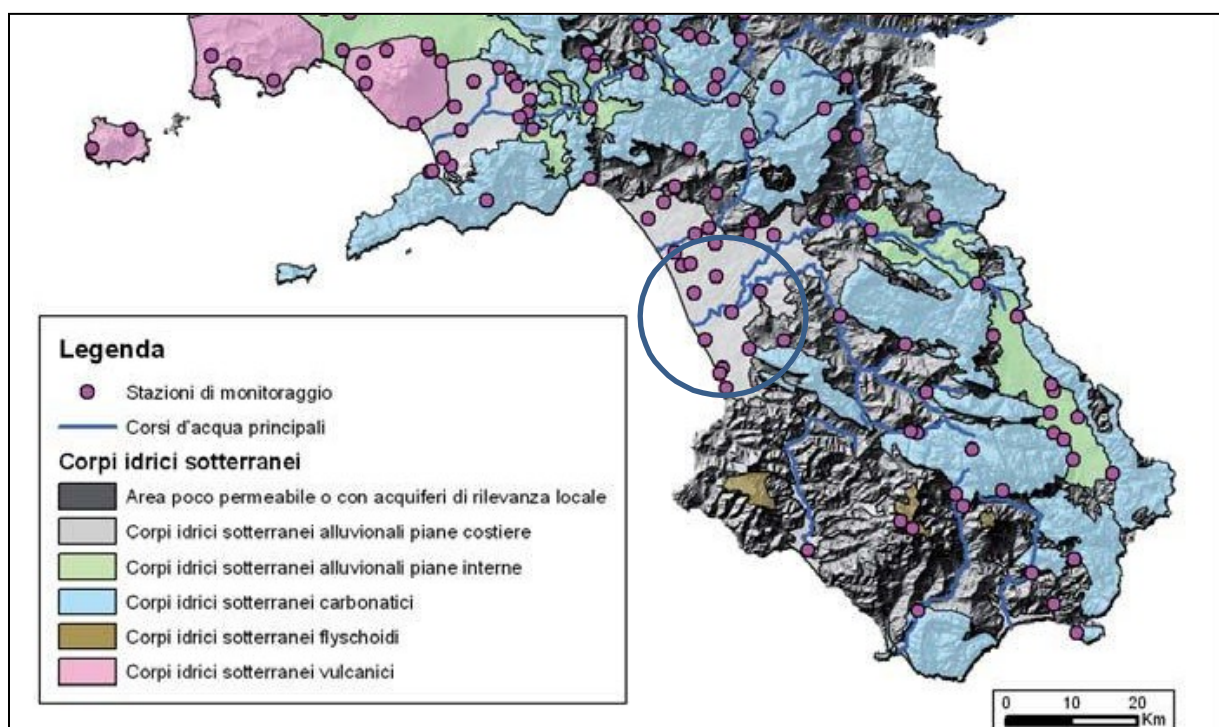 Legenda
Stazioni di monitoraggio
Corsi d'acqua principali
Corpi idrici sotterranei
Area poco permeabile o con acquiferi di rilevanza locale
Corpi idrici sotterranei alluvionali piane costiere
Corpi idrici sotterranei alluvionali piane interne
Corpi idrici sotterranei carbonatici
Corpi idrici sotterranei flyschoidi
Corpi idrici sotterranei vulcanici
0 10 20
Km